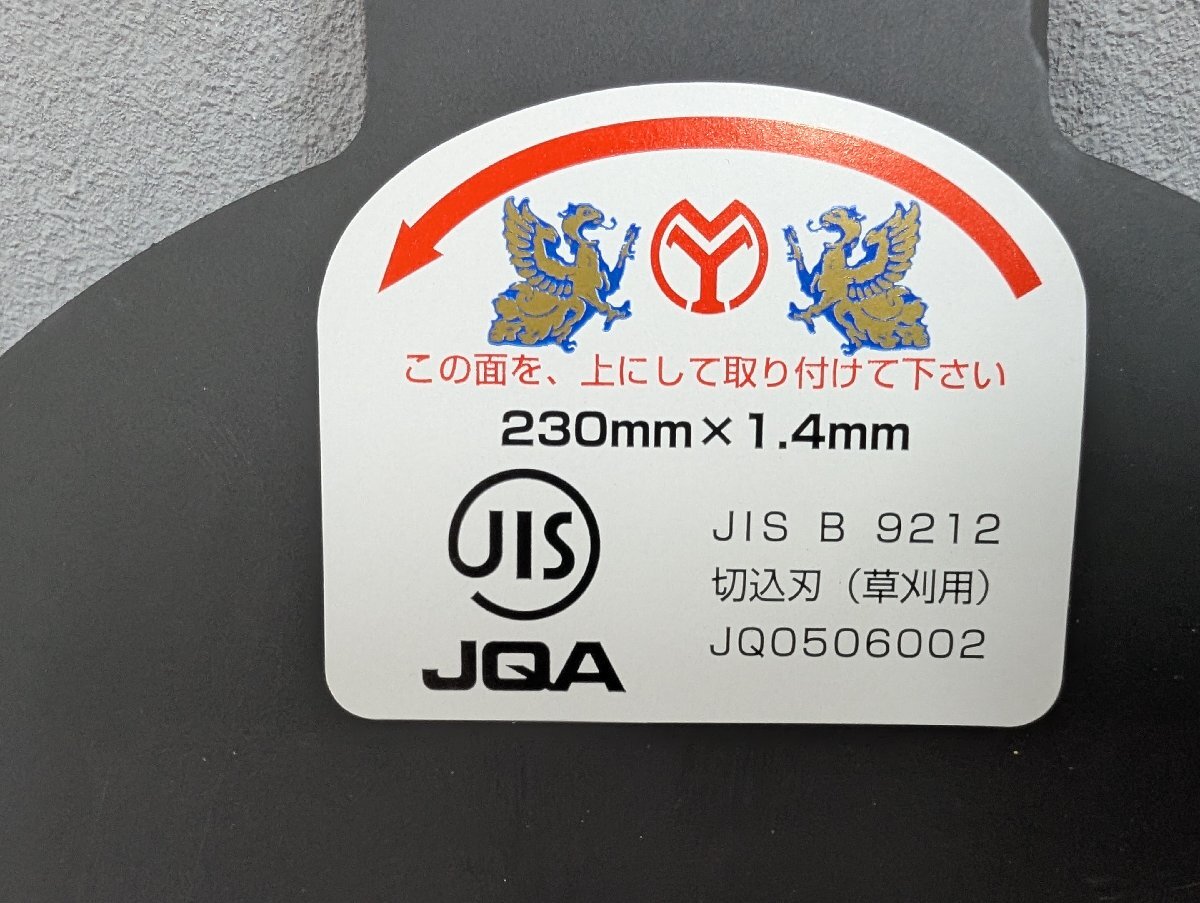 MY
この面を、上にして取り付けて下さい
230mm×1.4mm
JIS
JQA
JIS B 9212
切込刃（草刈用）
JQ0506002